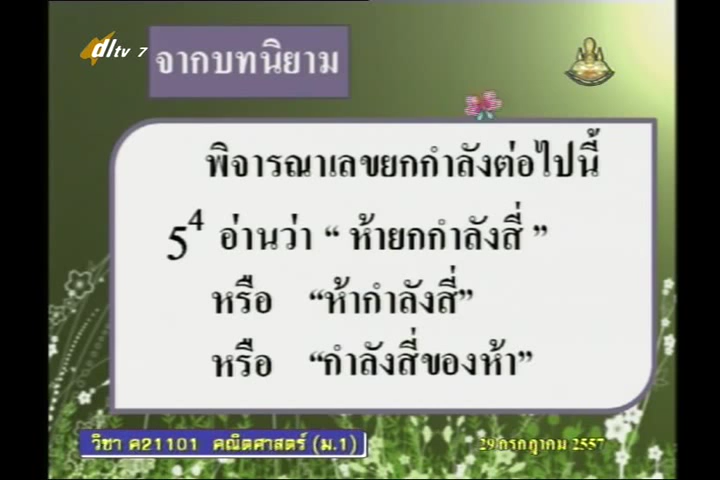 dltv 7
จากบทนิยาม
พิจารณาเลขยกกำลังต่อไปนี้
5⁴ อ่านว่า “ ห้ายกกำลังสี่ ”
หรือ “ห้ากำลังสี่”
หรือ “กำลังสี่ของห้า”
วิชา ค21101 คณิตศาสตร์ (ม.1)
29 กรกฎาคม 2557